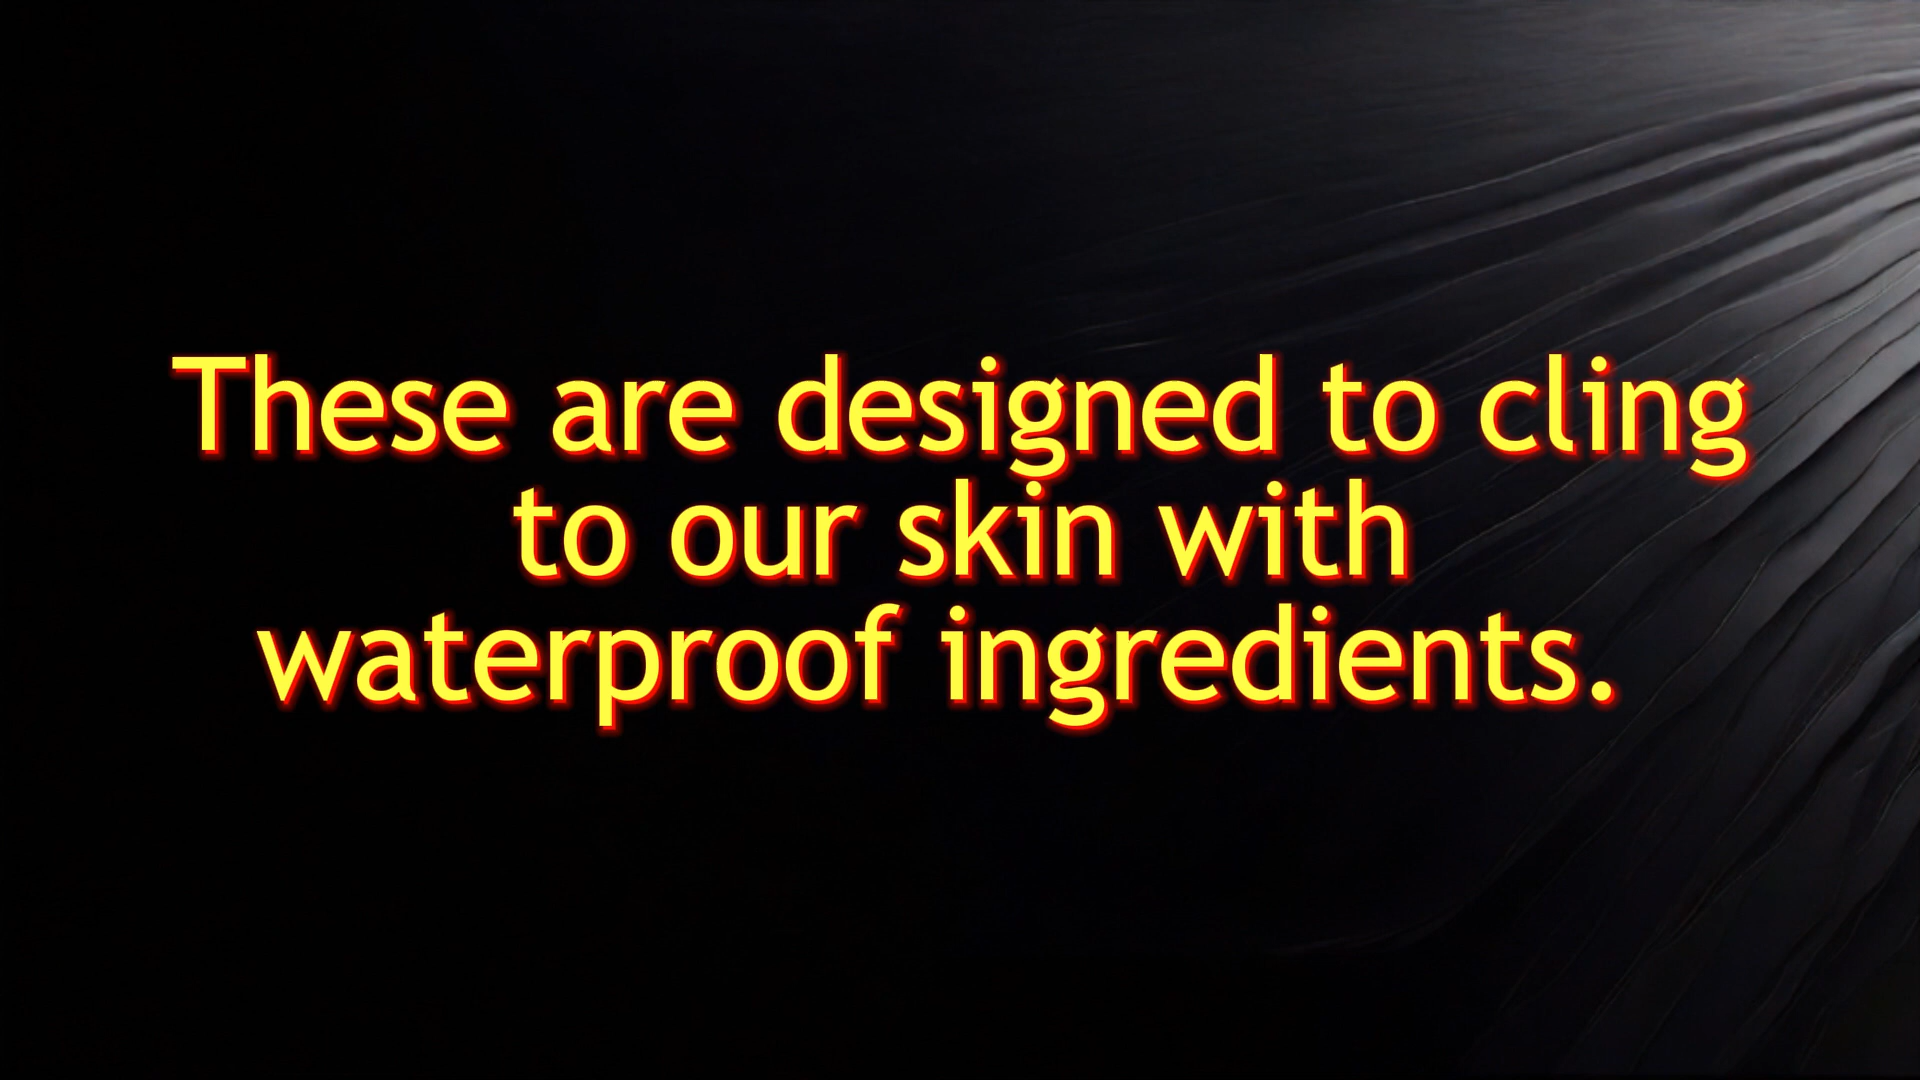 These are designed to cling
to our skin with
waterproof ingredients.